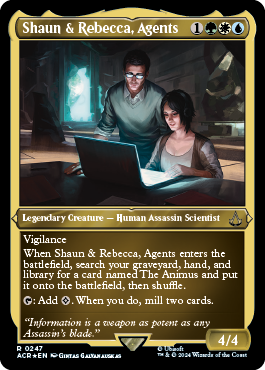 Shaun & Rebecca, Agents 1
Legendary Creature — Human Assassin Scientist
Vigilance
When Shaun & Rebecca, Agents enters the
battlefield, search your graveyard, hand, and
library for a card named The Animus and put
it onto the battlefield, then shuffle.
: Add . When you do, mill two cards.
"Information is a weapon as potent as any
Assassin's blade."
4/4
R 0247
ACR★EN Gintas Galvanauskas
© Ubisoft
™ & © 2024 Wizards of the Coast